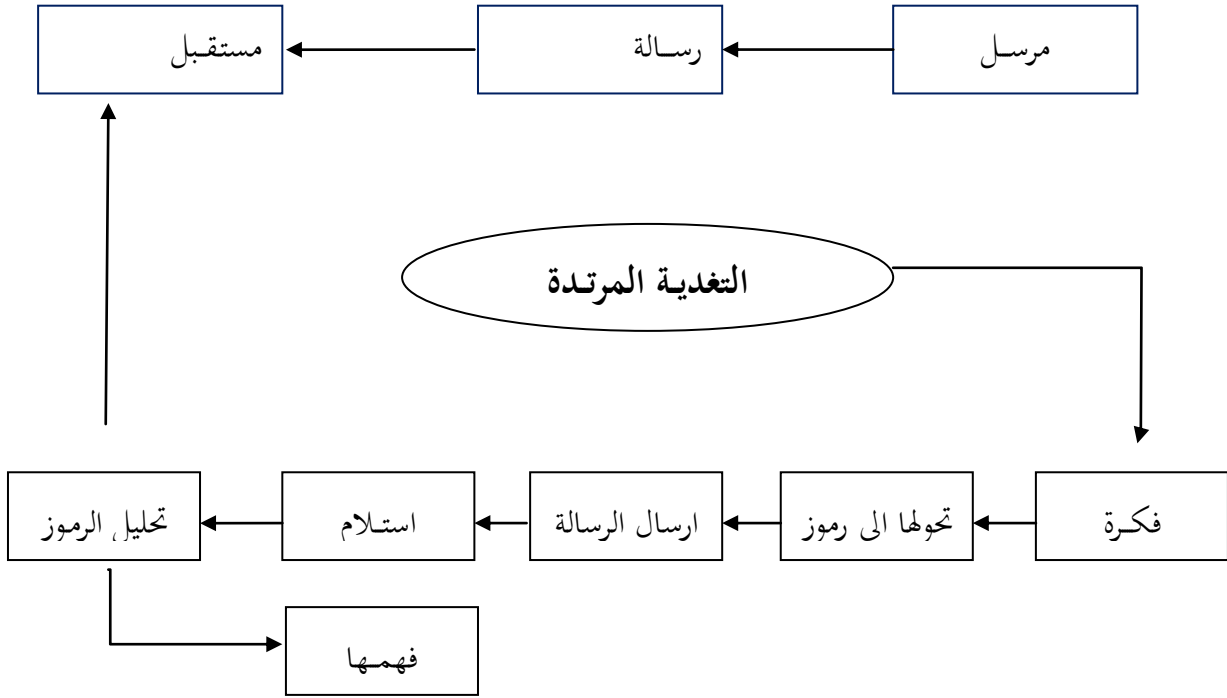 مرسل
رسالة
مستقبل
التغدية المرتدة
فكرة
تحولها الى رموز
ارسال الرسالة
استلام
تحليل الرموز
فهمها